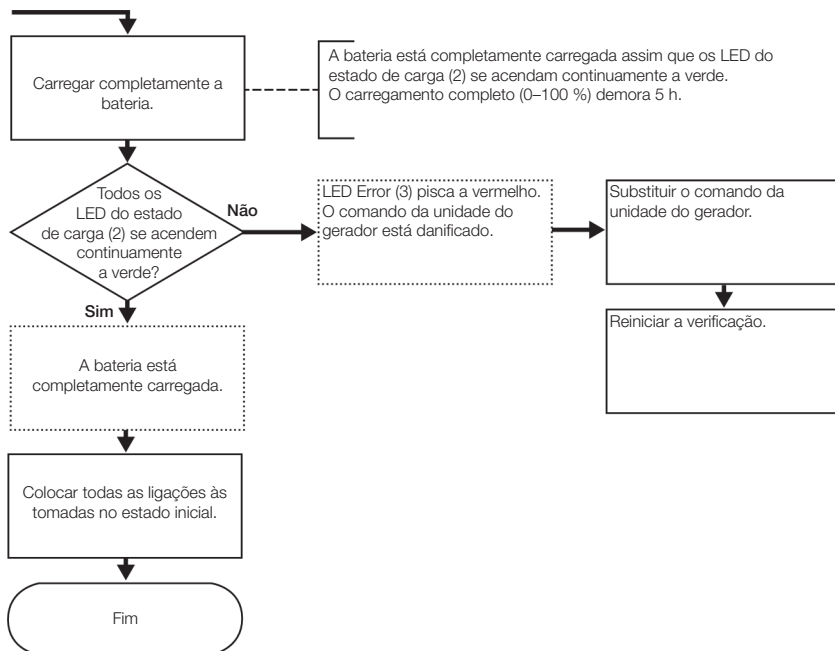 Carregar completamente a
bateria.
A bateria está completamente carregada assim que os LED do
estado de carga (2) se acendam continuamente a verde.
O carregamento completo (0–100 %) demora 5 h.
Todos os
LED do estado
de carga (2) se acendem
continuamente
a verde?
Não
LED Error (3) pisca a vermelho.
O comando da unidade do
gerador está danificado.
Substituir o comando da
unidade do gerador.
Reiniciar a verificação.
Sim
A bateria está
completamente carregada.
Colocar todas as ligações às
tomadas no estado inicial.
Fim